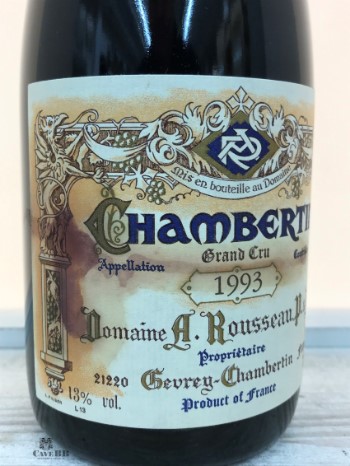 Mis en bouteille au Domaine
CHAMBERTI
Appellation
Grand Cru
1993
Domaine A. Rousseau P
Propriétaire
21220 Gevrey-Chambertin
13% vol.
Product of France
L 13
CAVEBB